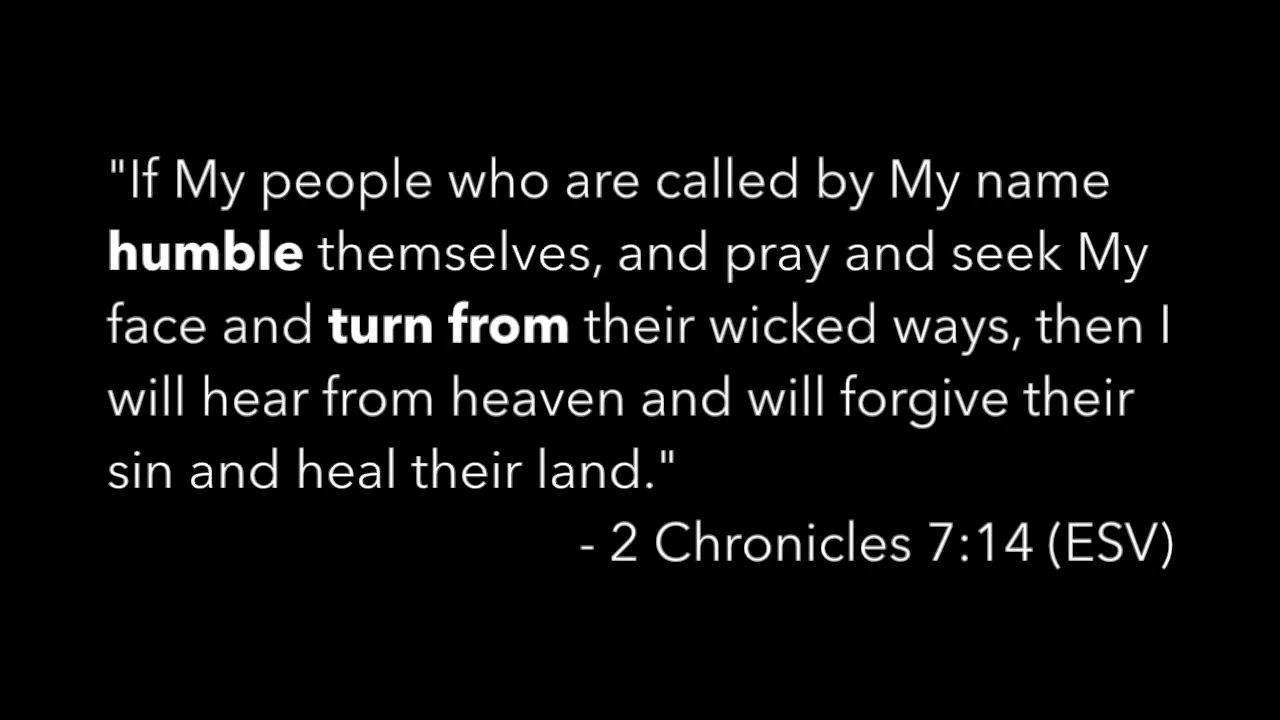 "If My people who are called by My name
humble themselves, and pray and seek My
face and turn from their wicked ways, then I
will hear from heaven and will forgive their
sin and heal their land."
- 2 Chronicles 7:14 (ESV)